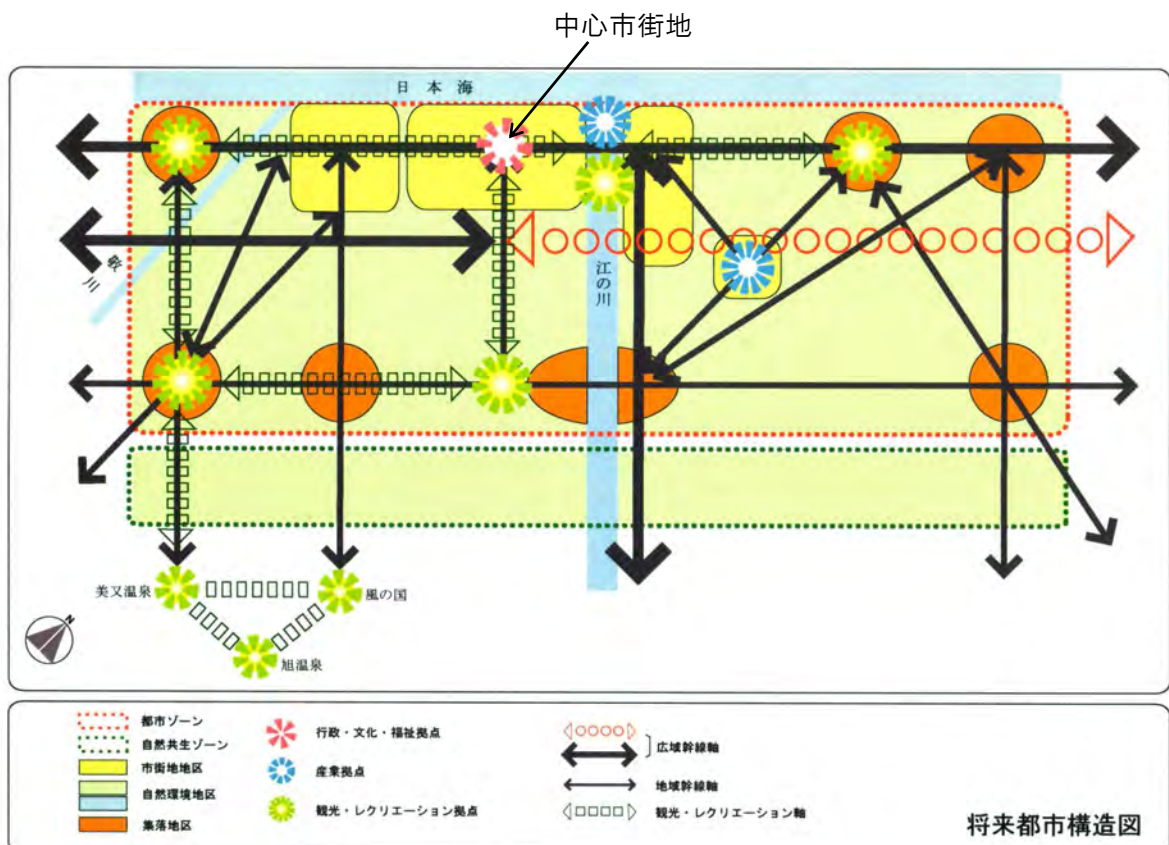 中心市街地
日本海
敬川
江の川
美又温泉
風の国
旭温泉
N
都市ゾーン
自然共生ゾーン
市街地地区
自然環境地区
集落地区
行政・文化・福祉拠点
産業拠点
観光・レクリエーション拠点
広域幹線軸
地域幹線軸
観光・レクリエーション軸
将来都市構造図